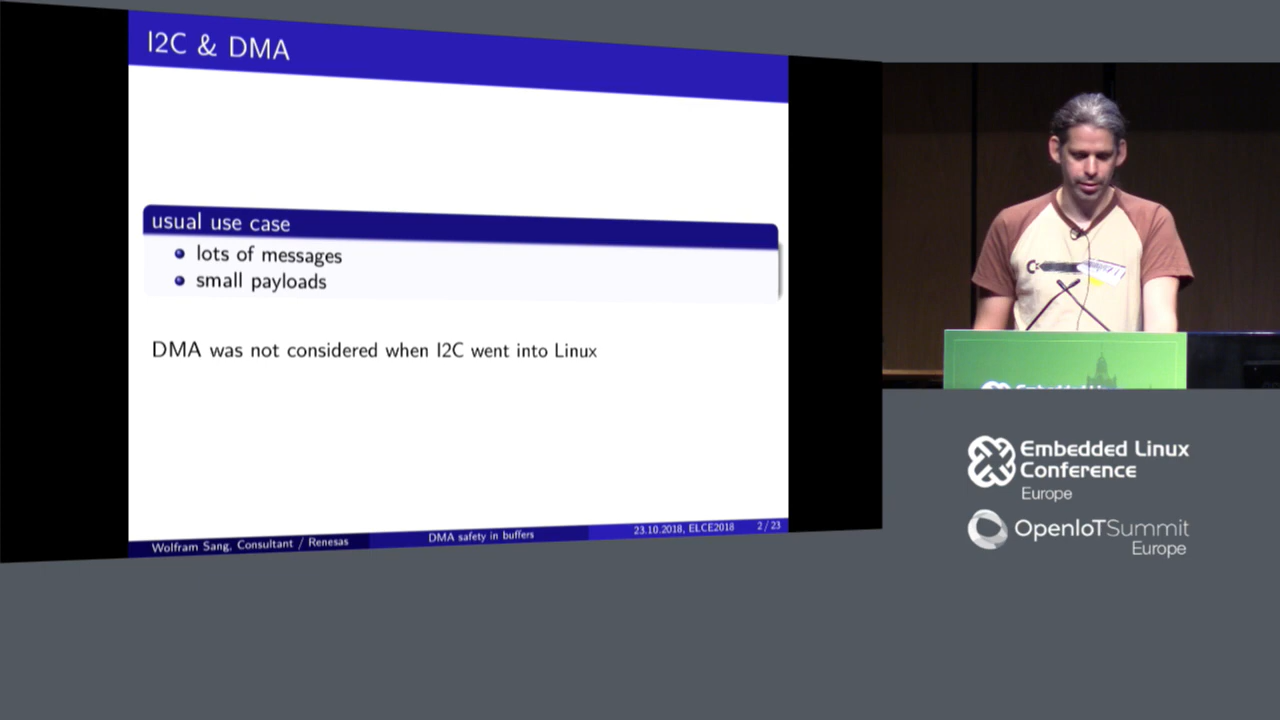 I2C & DMA
usual use case
lots of messages
small payloads
DMA was not considered when I2C went into Linux
Wolfram Sang, Consultant / Renesas
DMA safety in buffers
23.10.2018, ELCE2018
2 / 23
Embedded Linux
Conference
Europe
OpenIoTSummit
Europe